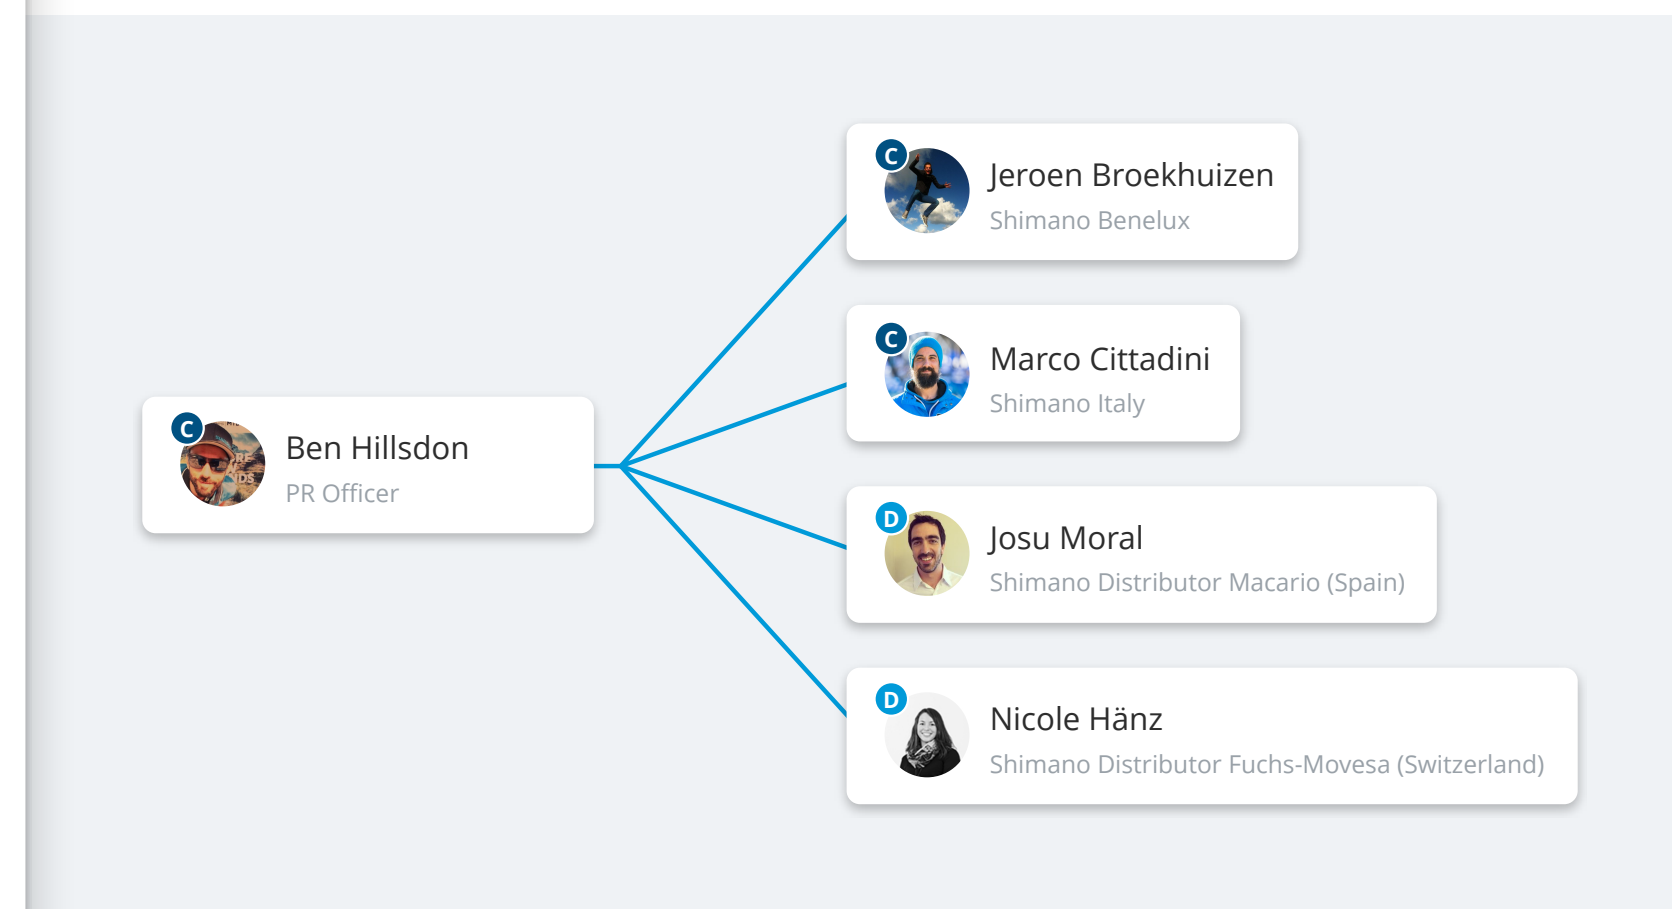 C
Ben Hillsdon
PR Officer
C
Jeroen Broekhuizen
Shimano Benelux
C
Marco Cittadini
Shimano Italy
D
Josu Moral
Shimano Distributor Macario (Spain)
D
Nicole Hänz
Shimano Distributor Fuchs-Movesa (Switzerland)